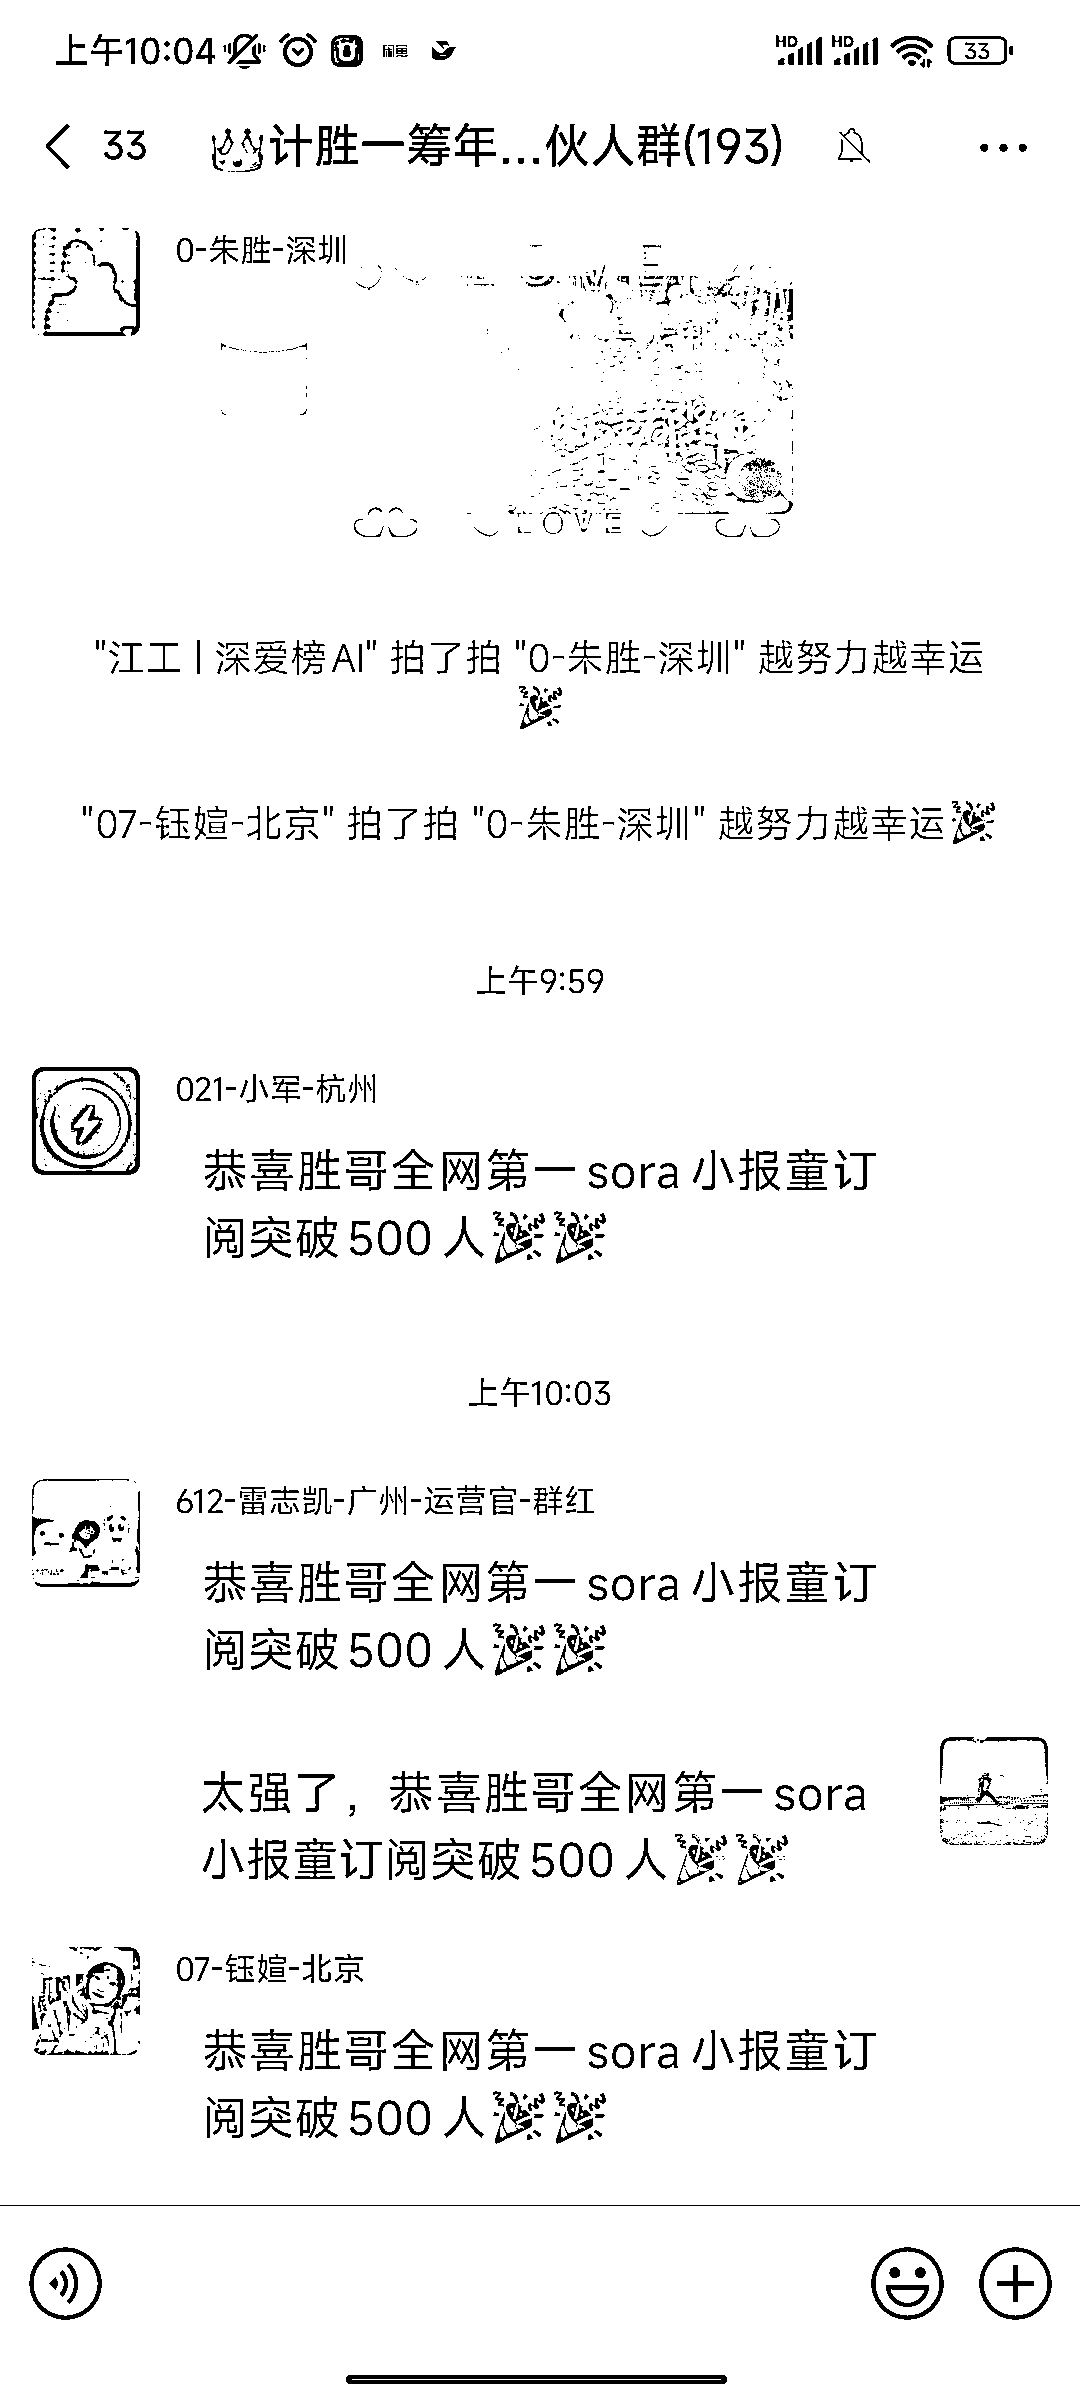 上午10:04
HD HD 33
33 计胜一筹年...伙人群(193)
0-朱胜-深圳
LOVE
"江工 | 深爱榜AI" 拍了拍 "0-朱胜-深圳" 越努力越幸运
🎉
"07-钰媗-北京" 拍了拍 "0-朱胜-深圳" 越努力越幸运🎉
上午9:59
021-小军-杭州
恭喜胜哥全网第一 sora 小报童订
阅突破 500 人🎉🎉
上午10:03
612-雷志凯-广州-运营官-群红
恭喜胜哥全网第一 sora 小报童订
阅突破 500 人🎉🎉
太强了，恭喜胜哥全网第一 sora
小报童订阅突破 500 人🎉🎉
07-钰媗-北京
恭喜胜哥全网第一 sora 小报童订
阅突破 500 人🎉🎉